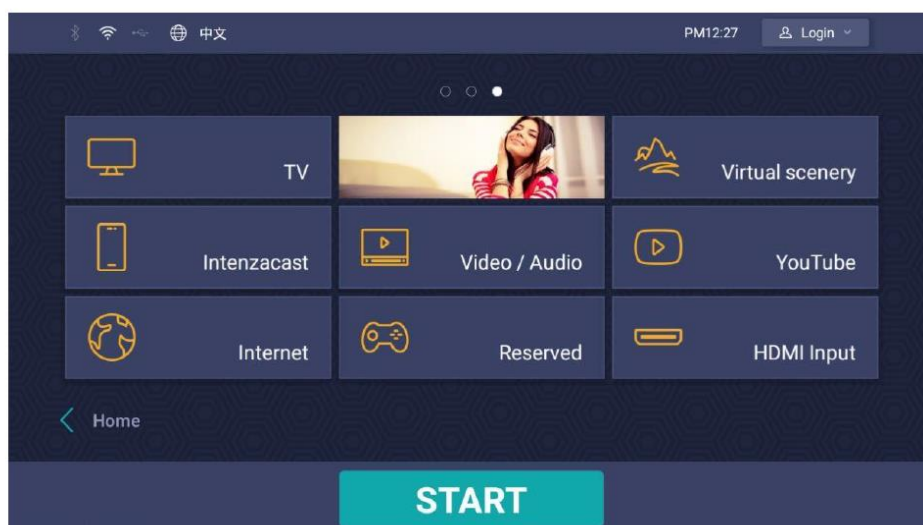 中文 PM12:27 Login
TV
Virtual scenery
Intenzacast
Video / Audio
YouTube
Internet
Reserved
HDMI Input
Home
START